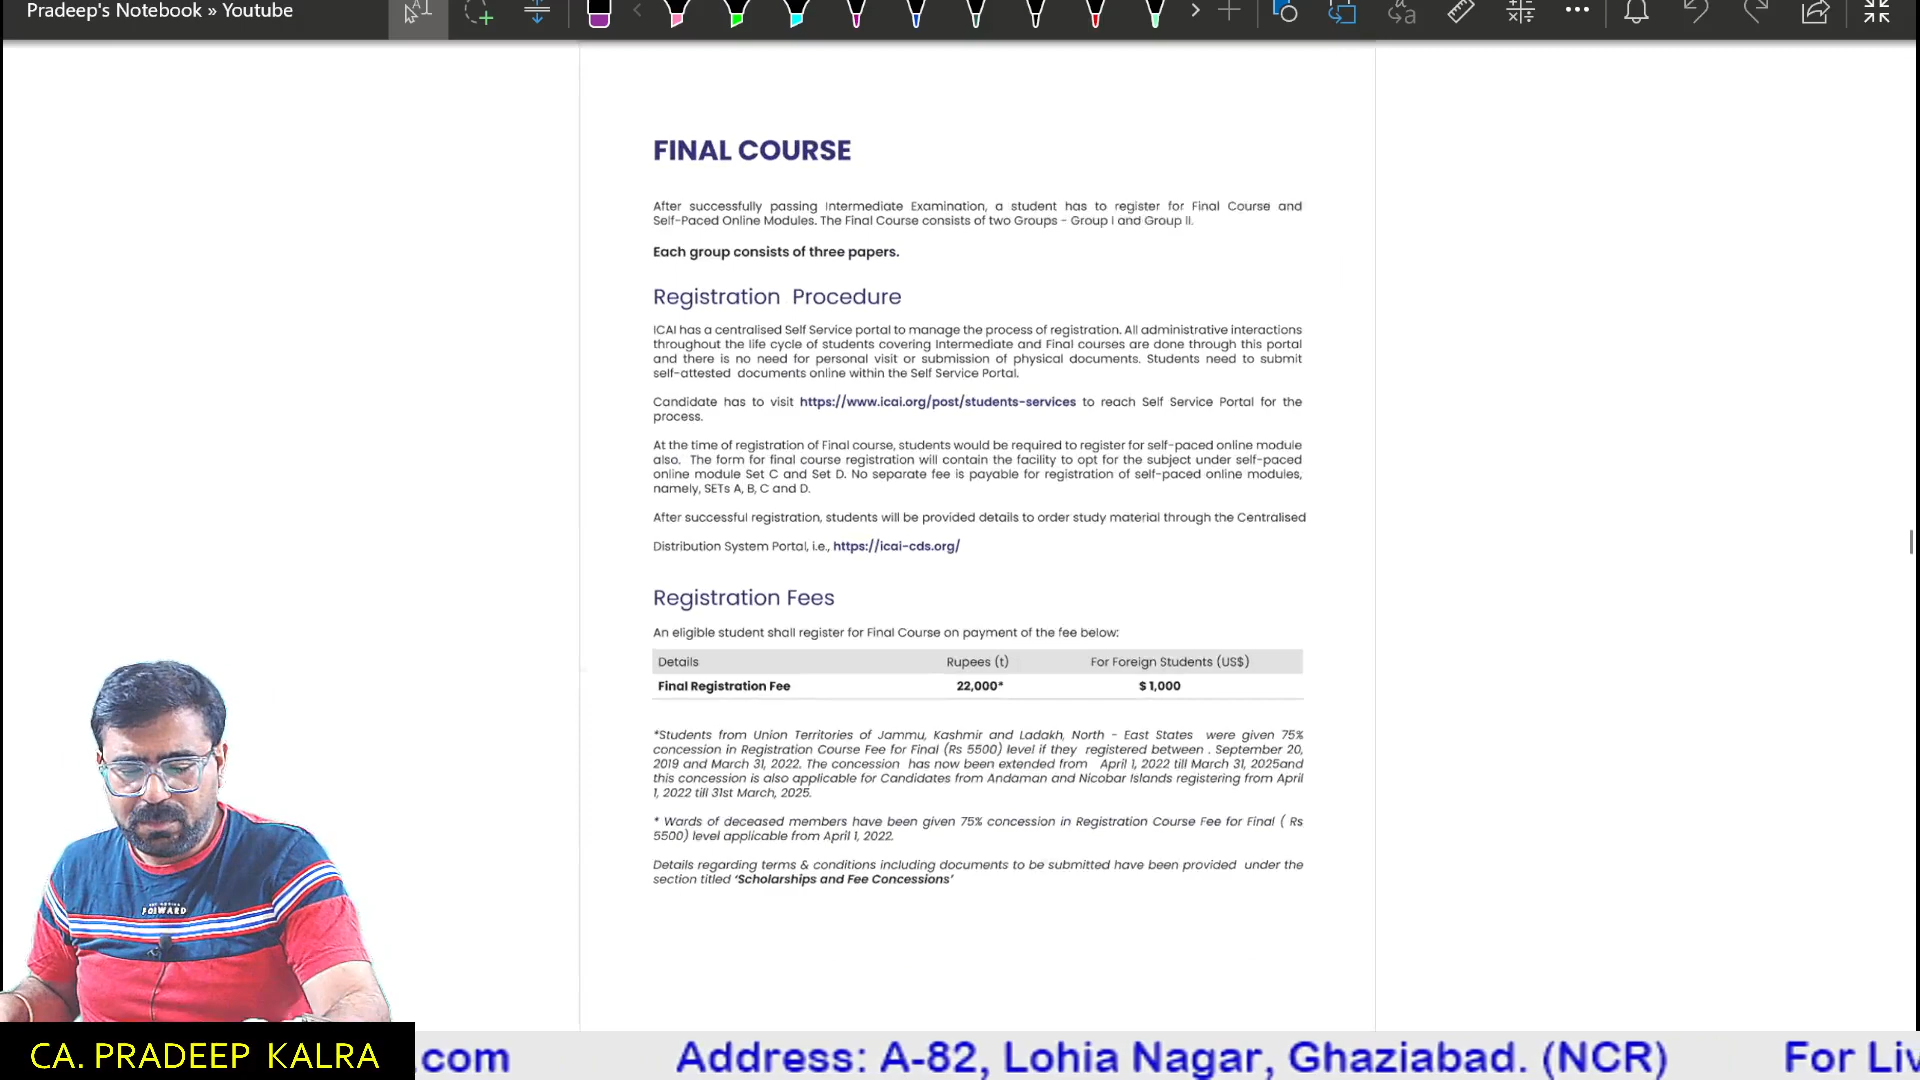 Pradeep's Notebook » Youtube
FINAL COURSE
After successfully passing Intermediate Examination, a student has to register for Final Course and
Self-Paced Online Modules. The Final Course consists of two Groups - Group I and Group II.
Each group consists of three papers.
Registration Procedure
ICAI has a centralised Self Service portal to manage the process of registration. All administrative interactions
throughout the life cycle of students covering Intermediate and Final courses are done through this portal
and there is no need for personal visit or submission of physical documents. Students need to submit
self-attested documents online within the Self Service Portal.
Candidate has to visit https://www.icai.org/post/students-services to reach Self Service Portal for the
process.
At the time of registration of Final course, students would be required to register for self-paced online module
also. The form for final course registration will contain the facility to opt for the subject under self-paced
online module Set C and Set D. No separate fee is payable for registration of self-paced online modules,
namely, SETs A, B, C and D.
After successful registration, students will be provided details to order study material through the Centralised
Distribution System Portal, i.e., https://icai-cds.org/
Registration Fees
An eligible student shall register for Final Course on payment of the fee below:
Details Rupees (t) For Foreign Students (US$)
Final Registration Fee 22,000* $ 1,000
*Students from Union Territories of Jammu, Kashmir and Ladakh, North - East States were given 75%
concession in Registration Course Fee for Final (Rs 5500) level if they registered between . September 20,
2019 and March 31, 2022. The concession has now been extended from April 1, 2022 till March 31, 2025and
this concession is also applicable for Candidates from Andaman and Nicobar Islands registering from April
1, 2022 till 31st March, 2025.
* Wards of deceased members have been given 75% concession in Registration Course Fee for Final ( Rs
5500) level applicable from April 1, 2022.
Details regarding terms & conditions including documents to be submitted have been provided under the
section titled 'Scholarships and Fee Concessions'
FORWARD
CA. PRADEEP KALRA
.com Address: A-82, Lohia Nagar, Ghaziabad. (NCR) For Liv